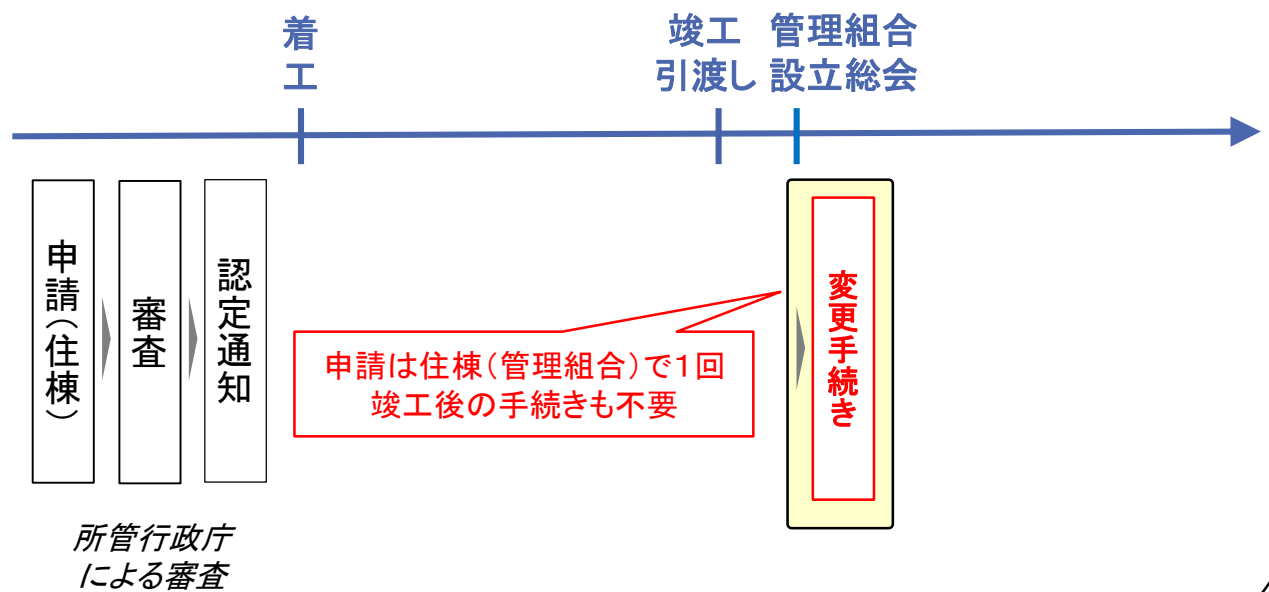 着
工
竣工
引渡し
管理組合
設立総会
申請（住棟）
審査
認定通知
申請は住棟（管理組合）で１回
竣工後の手続きも不要
変更手続き
所管行政庁
による審査